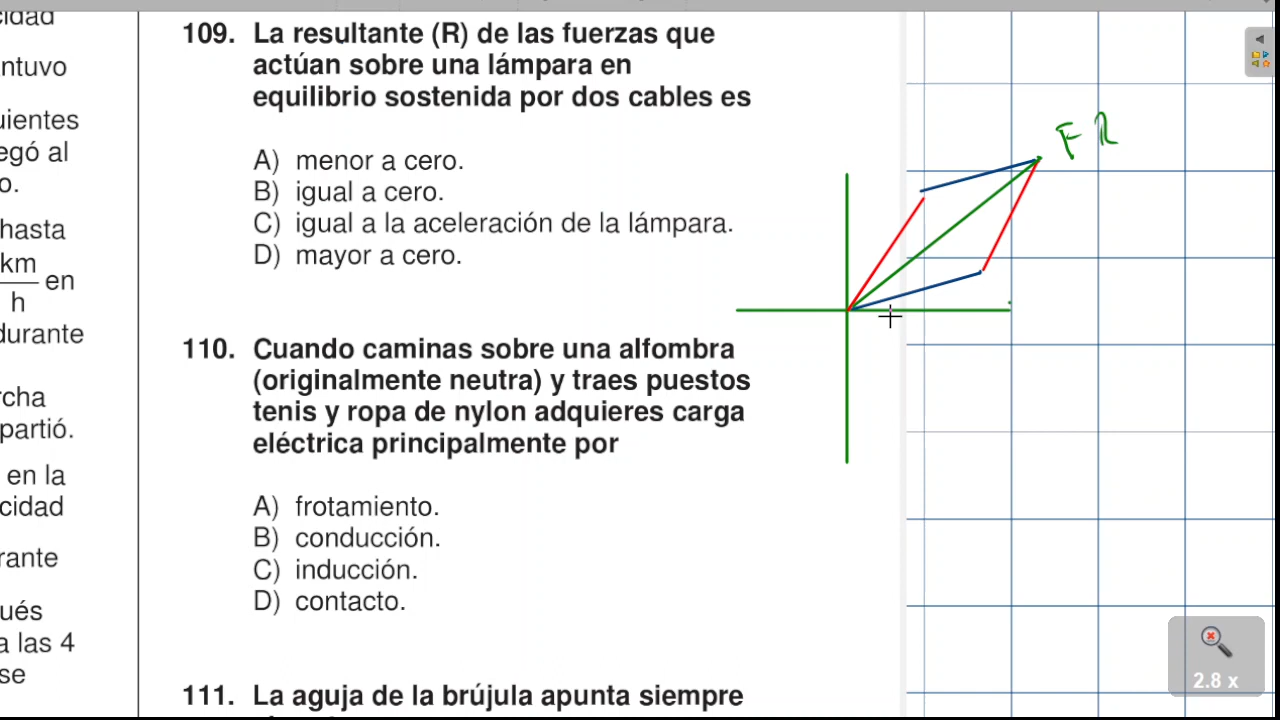 cidad
ntuvo
uientes
egó al
o.
hasta
km
en
h
durante
rcha
partió.
en la
cidad
rante
ués
a las 4
se
109. La resultante (R) de las fuerzas que
actúan sobre una lámpara en
equilibrio sostenida por dos cables es
A) menor a cero.
B) igual a cero.
C) igual a la aceleración de la lámpara.
D) mayor a cero.
110. Cuando caminas sobre una alfombra
(originalmente neutra) y traes puestos
tenis y ropa de nylon adquieres carga
eléctrica principalmente por
A) frotamiento.
B) conducción.
C) inducción.
D) contacto.
111. La aguja de la brújula apunta siempre
FR
2.8 x